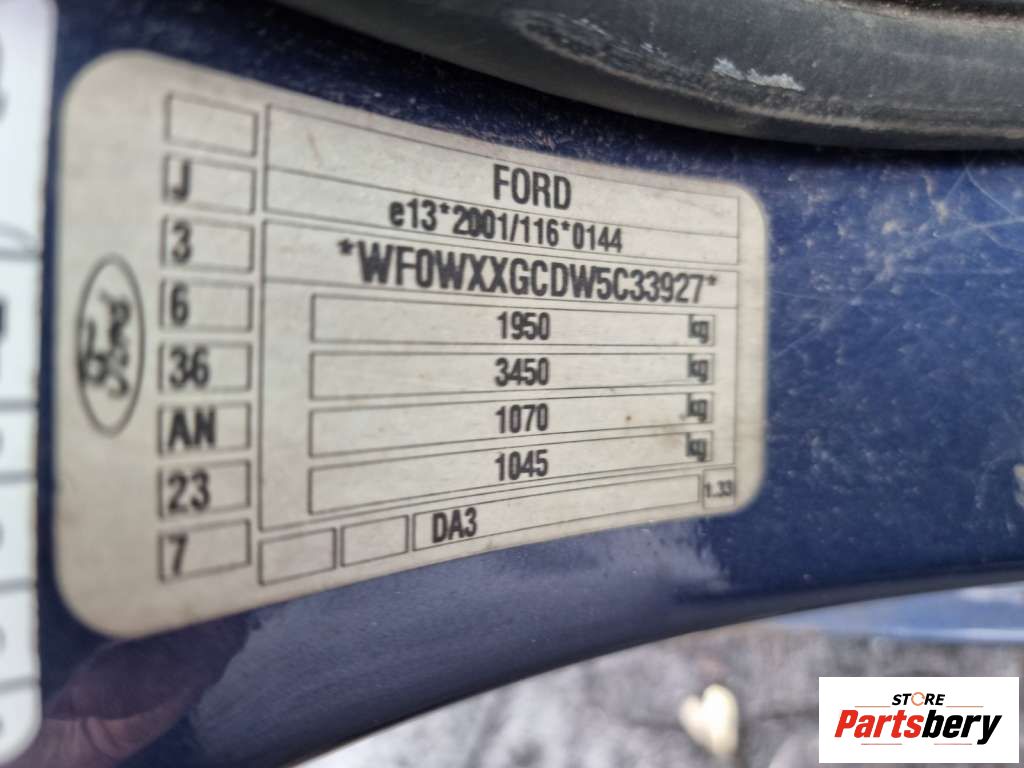 FORD
e13*2001/116*0144
*WF0WXXGCDW5C33927*
1950 kg
3450 kg
1070 kg
1045 kg
DA3
1.33
J
3
6
36
AN
23
7
STORE
Partsbery